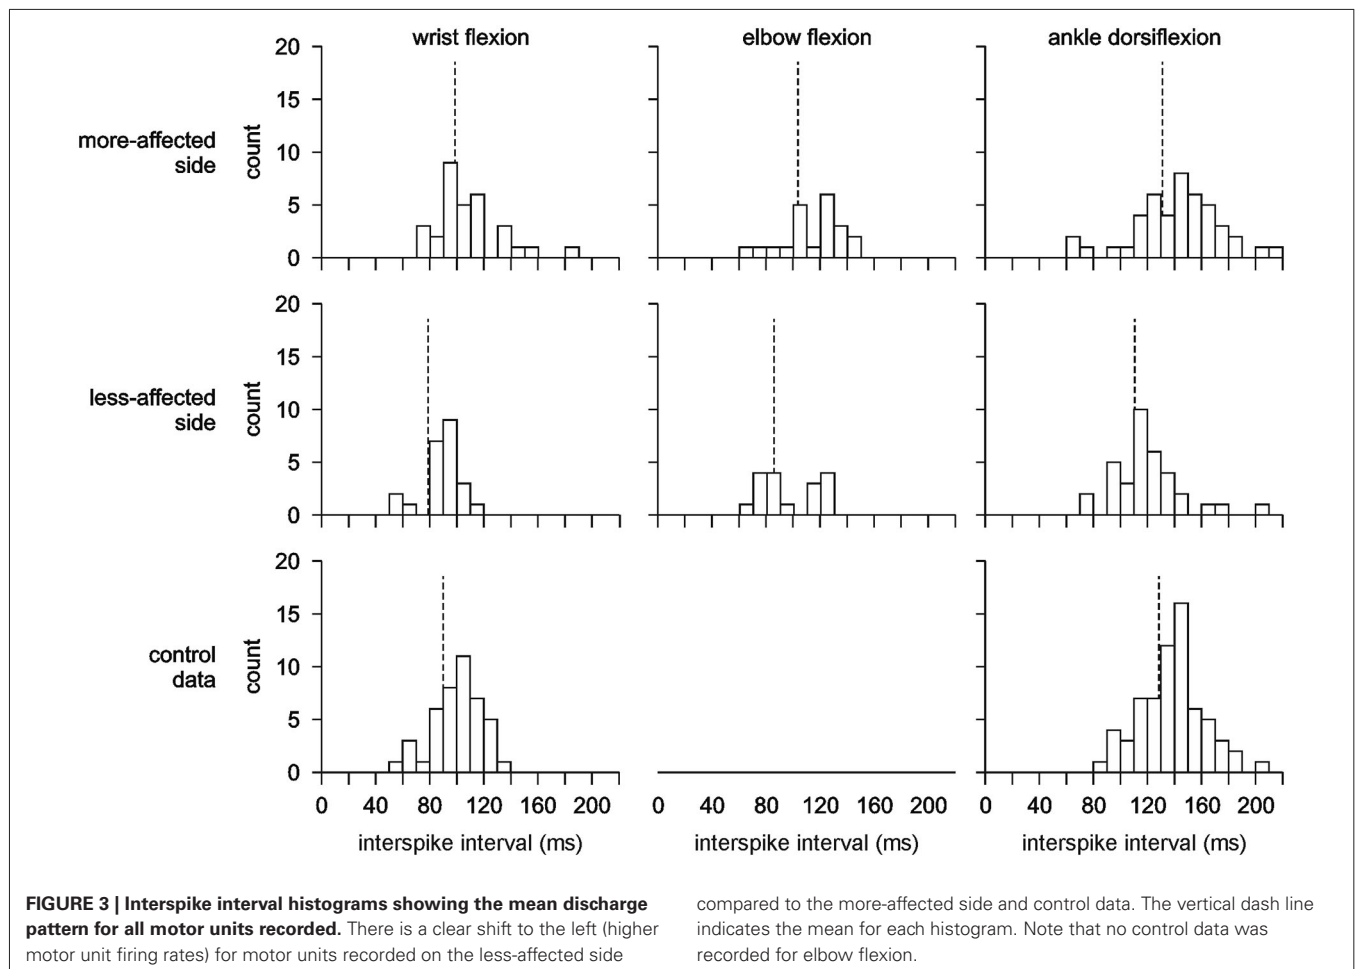 wrist flexion
elbow flexion
ankle dorsiflexion
more-affected
side
count
20
15
10
5
0
less-affected
side
count
20
15
10
5
0
control
data
count
20
15
10
5
0
0 40 80 120 160 200
0 40 80 120 160 200
0 40 80 120 160 200
interspike interval (ms)
interspike interval (ms)
interspike interval (ms)
FIGURE 3 | Interspike interval histograms showing the mean discharge
pattern for all motor units recorded. There is a clear shift to the left (higher
motor unit firing rates) for motor units recorded on the less-affected side
compared to the more-affected side and control data. The vertical dash line
indicates the mean for each histogram. Note that no control data was
recorded for elbow flexion.